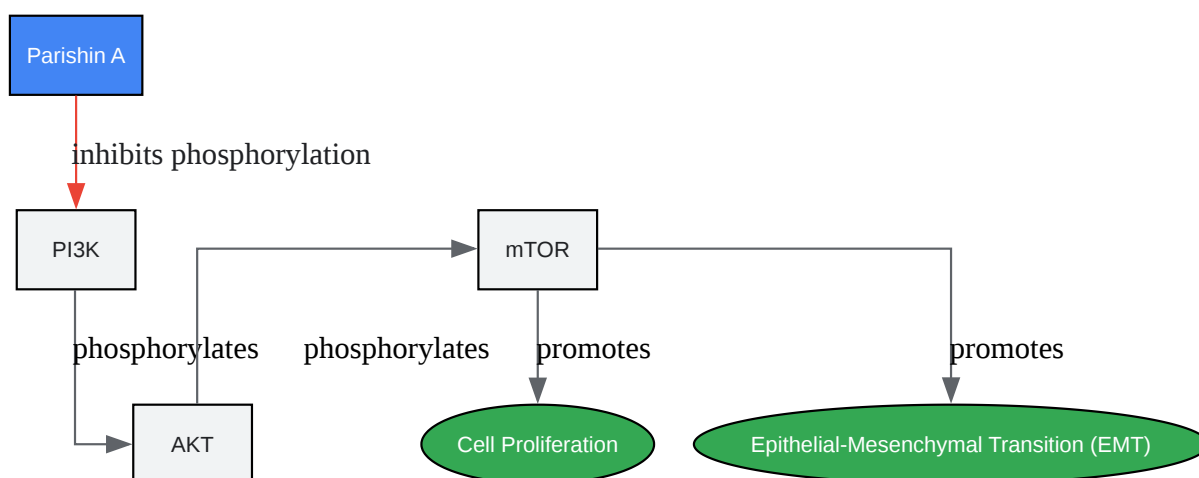 Parishin A
inhibits phosphorylation
PI3K
mTOR
phosphorylates
phosphorylates
promotes
promotes
AKT
Cell Proliferation
Epithelial-Mesenchymal Transition (EMT)